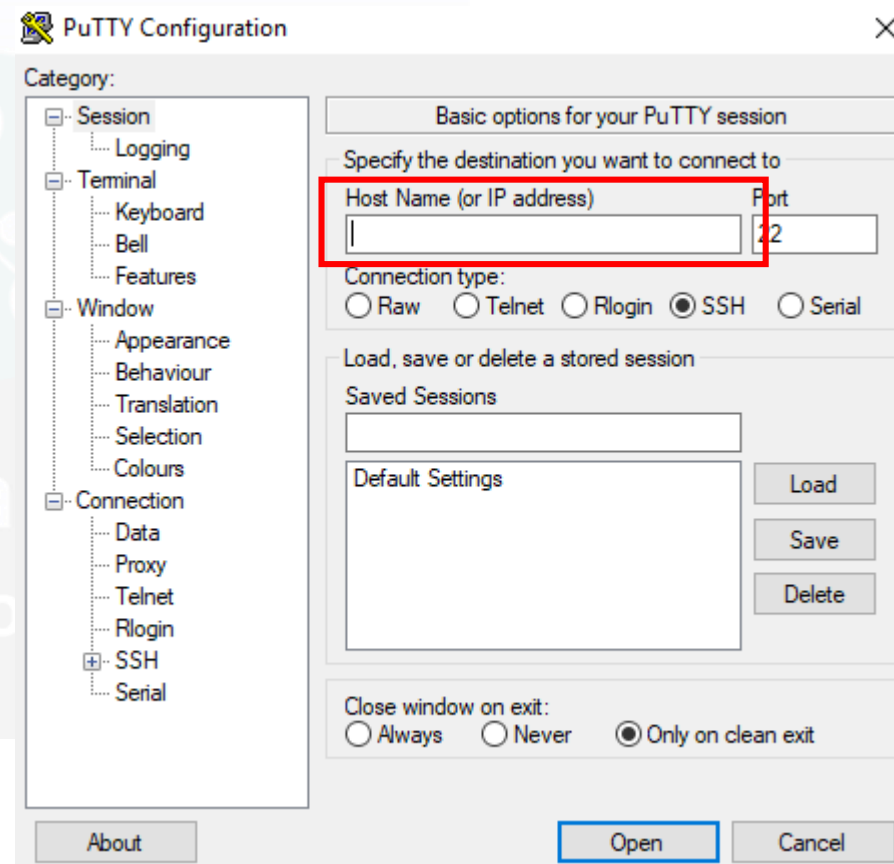 PuTTY Configuration
Category:
Session
Logging
Terminal
Keyboard
Bell
Features
Window
Appearance
Behaviour
Translation
Selection
Colours
Connection
Data
Proxy
Telnet
Rlogin
SSH
Serial
Basic options for your PuTTY session
Specify the destination you want to connect to
Host Name (or IP address) Port
22
Connection type:
Raw Telnet Rlogin SSH Serial
Load, save or delete a stored session
Saved Sessions
Default Settings
Load
Save
Delete
Close window on exit:
Always Never Only on clean exit
About Open Cancel